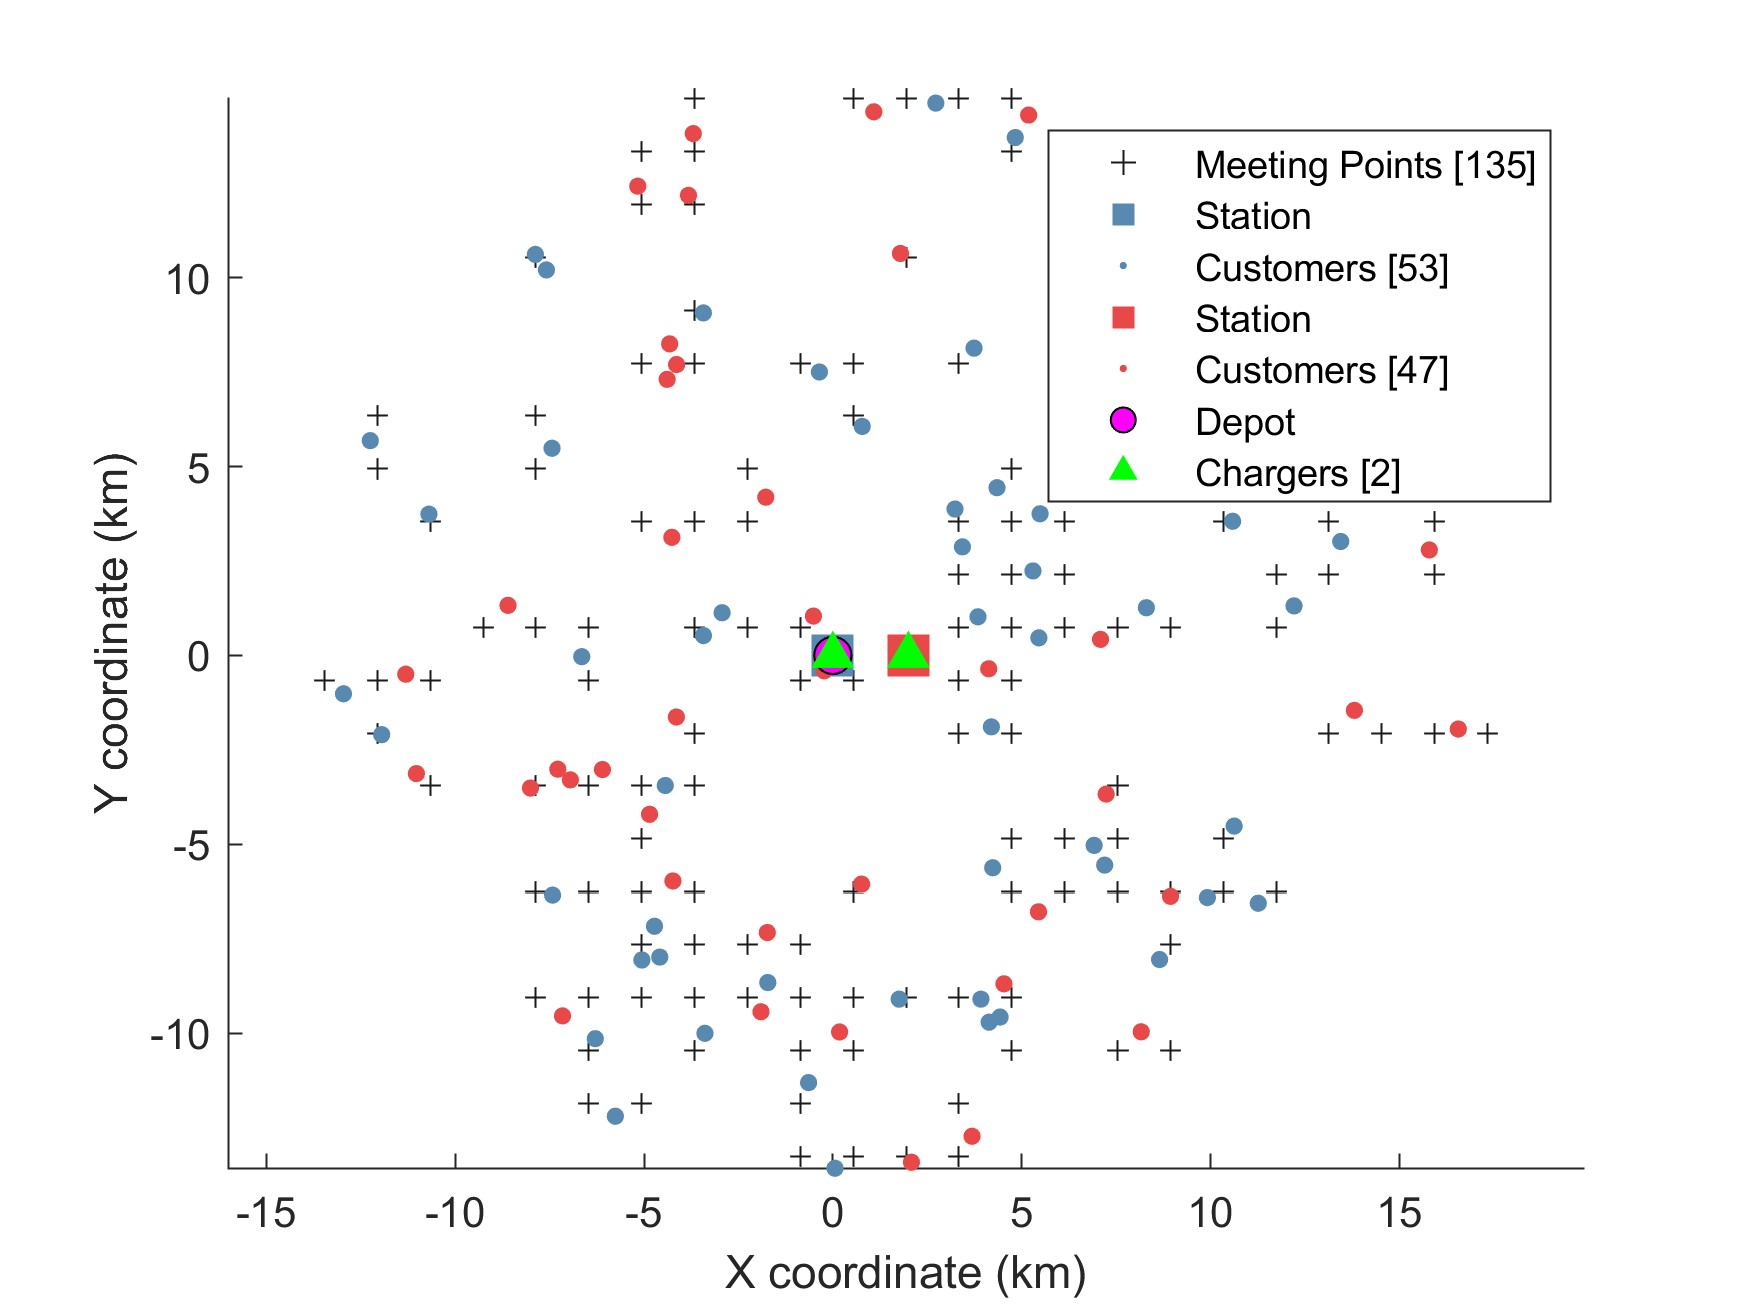 Meeting Points [135]
Station
Customers [53]
Station
Customers [47]
Depot
Chargers [2]
10
5
0
-5
-10
Y coordinate (km)
-15
-10
-5
0
5
10
15
X coordinate (km)